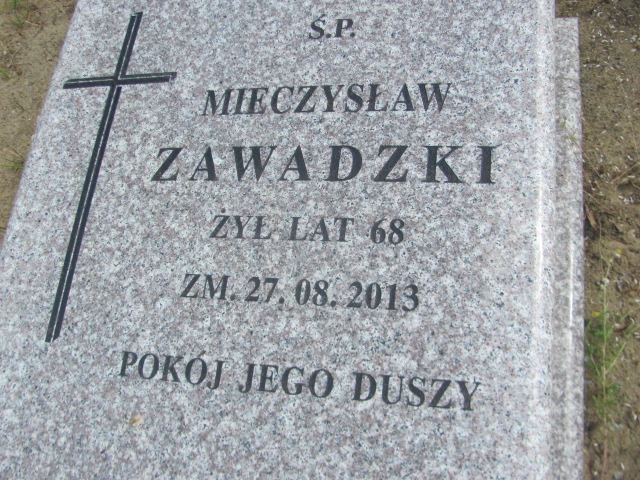 Ś.P.
MIECZYSŁAW
ZAWADZKI
ŻYŁ LAT 68
ZM. 27. 08. 2013
POKÓJ JEGO DUSZY